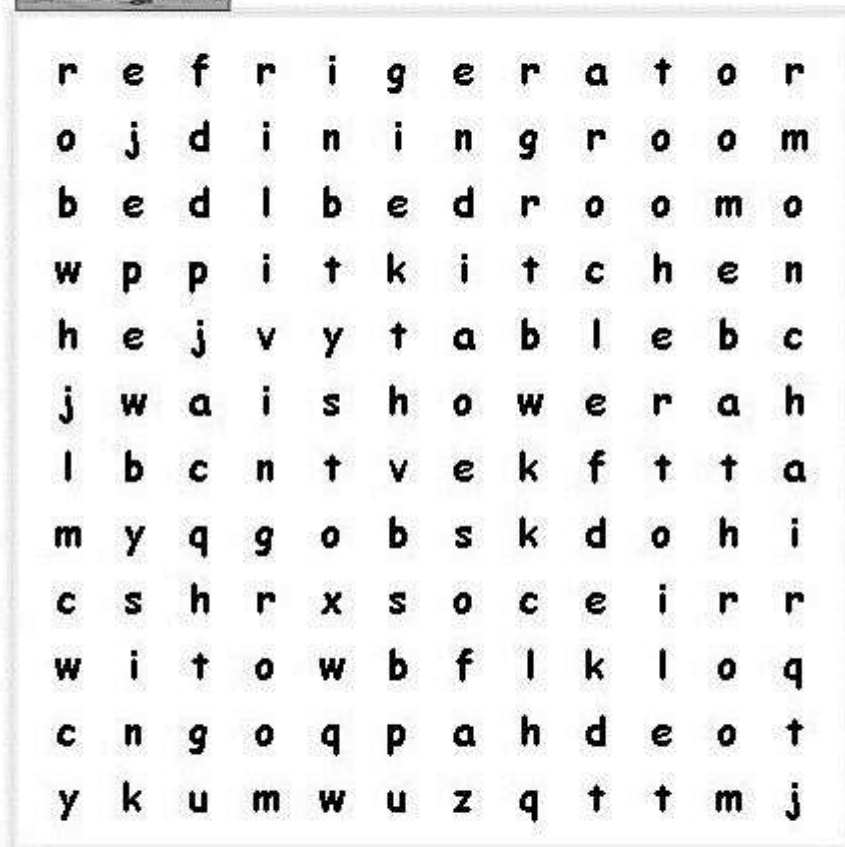 r e f r i g e r a t o r
o j d i n i n g r o o m
b e d l b e d r o o m o
w p p i t k i t c h e n
h e j v y t a b l e b c
j w a i s h o w e r a h
l b c n t v e k f t t a
m y q g o b s k d o h i
c s h r x s o c e i r r
w i t o w b f l k l o q
c n g o q p a h d e o t
y k u m w u z q t t m j